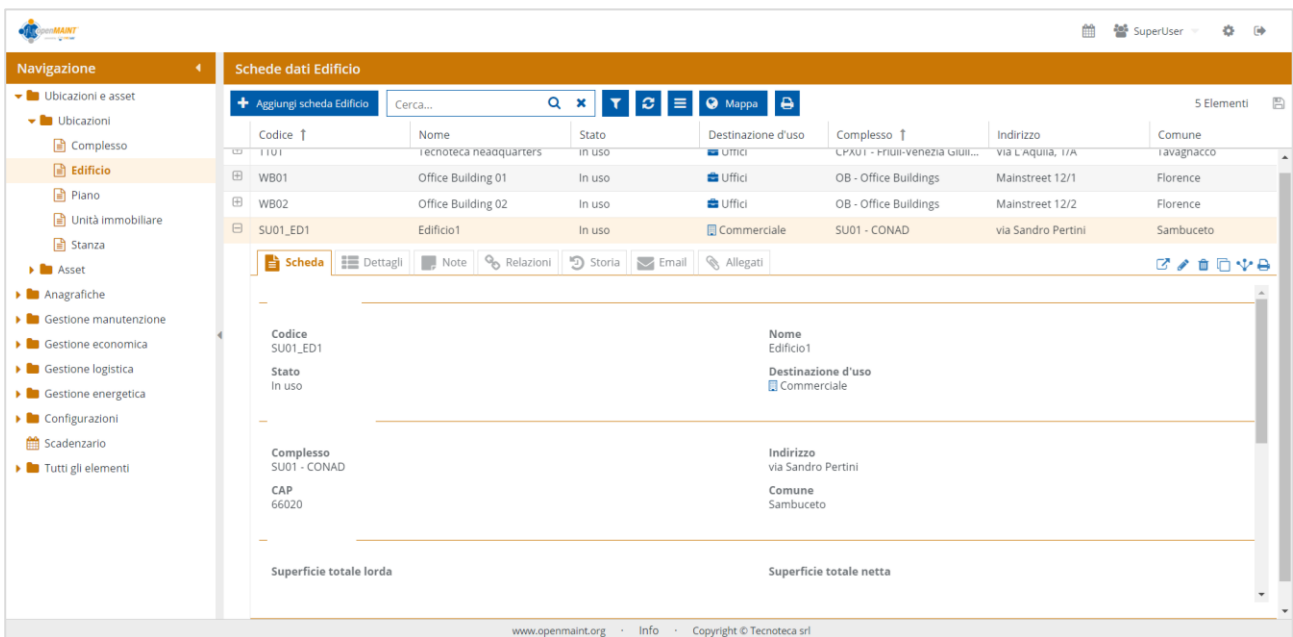 openMAINT
SuperUser
Navigazione
Schede dati Edificio
Ubicazioni e asset
Ubicazioni
Complesso
Edificio
Piano
Unità immobiliare
Stanza
Asset
Anagrafiche
Gestione manutenzione
Gestione economica
Gestione logistica
Gestione energetica
Configurazioni
Scadenzario
Tutti gli elementi
Aggiungi scheda Edificio Cerca... Mappa 5 Elementi
Codice Nome Stato Destinazione d'uso Complesso Indirizzo Comune
Tecnoteca headquarters In uso Uffici CPX01 - Friuli-Venezia Giuli... Via L'Aquila, 1/A Tavagnacco
WB01 Office Building 01 In uso Uffici OB - Office Buildings Mainstreet 12/1 Florence
WB02 Office Building 02 In uso Uffici OB - Office Buildings Mainstreet 12/2 Florence
SU01_ED1 Edificio1 In uso Commerciale SU01 - CONAD via Sandro Pertini Sambuceto
Scheda Dettagli Note Relazioni Storia Email Allegati
Codice Nome
SU01_ED1 Edificio1
Stato Destinazione d'uso
In uso Commerciale
Complesso Indirizzo
SU01 - CONAD via Sandro Pertini
CAP Comune
66020 Sambuceto
Superficie totale lorda Superficie totale netta
www.openmaint.org · Info · Copyright © Tecnoteca srl